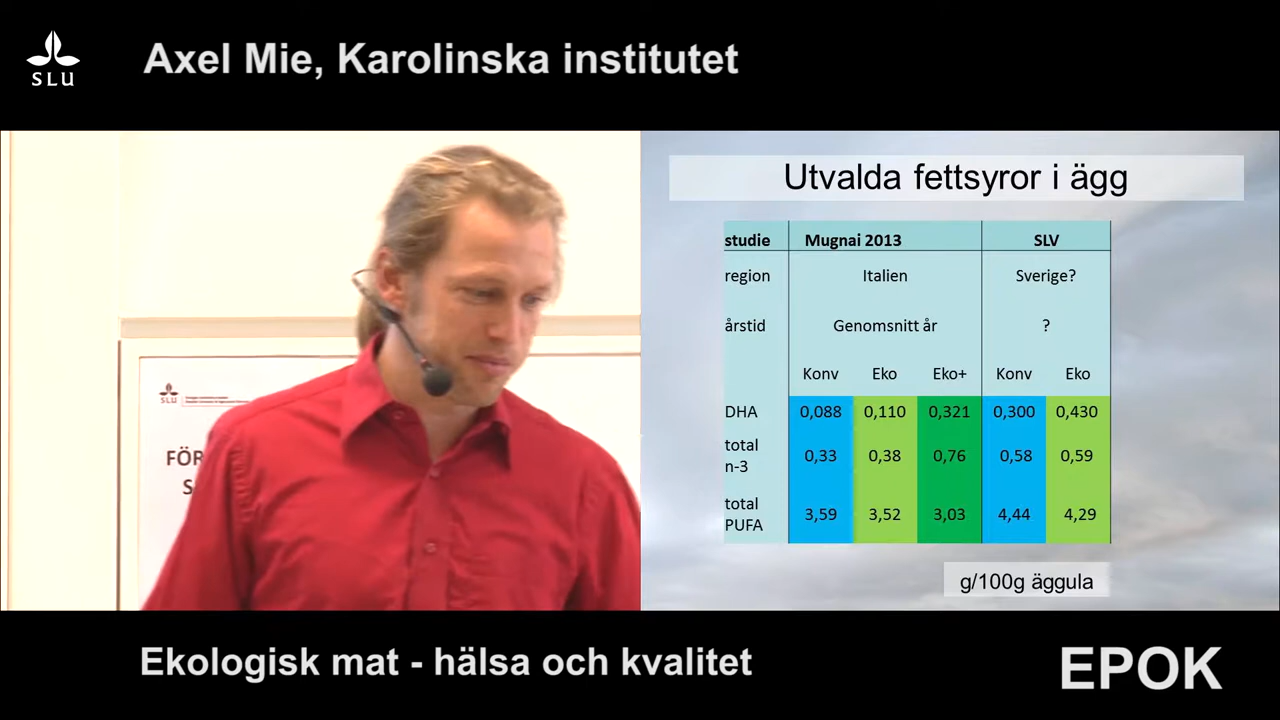 SLU
Axel Mie, Karolinska institutet
SLU
FÖR
S
Utvalda fettsyror i ägg
studie Mugnai 2013 SLV
region Italien Sverige?
årstid Genomsnitt år ?
Konv Eko Eko+ Konv Eko
DHA 0,088 0,110 0,321 0,300 0,430
total
n-3 0,33 0,38 0,76 0,58 0,59
total
PUFA 3,59 3,52 3,03 4,44 4,29
g/100g äggula
Ekologisk mat - hälsa och kvalitet
EPOK